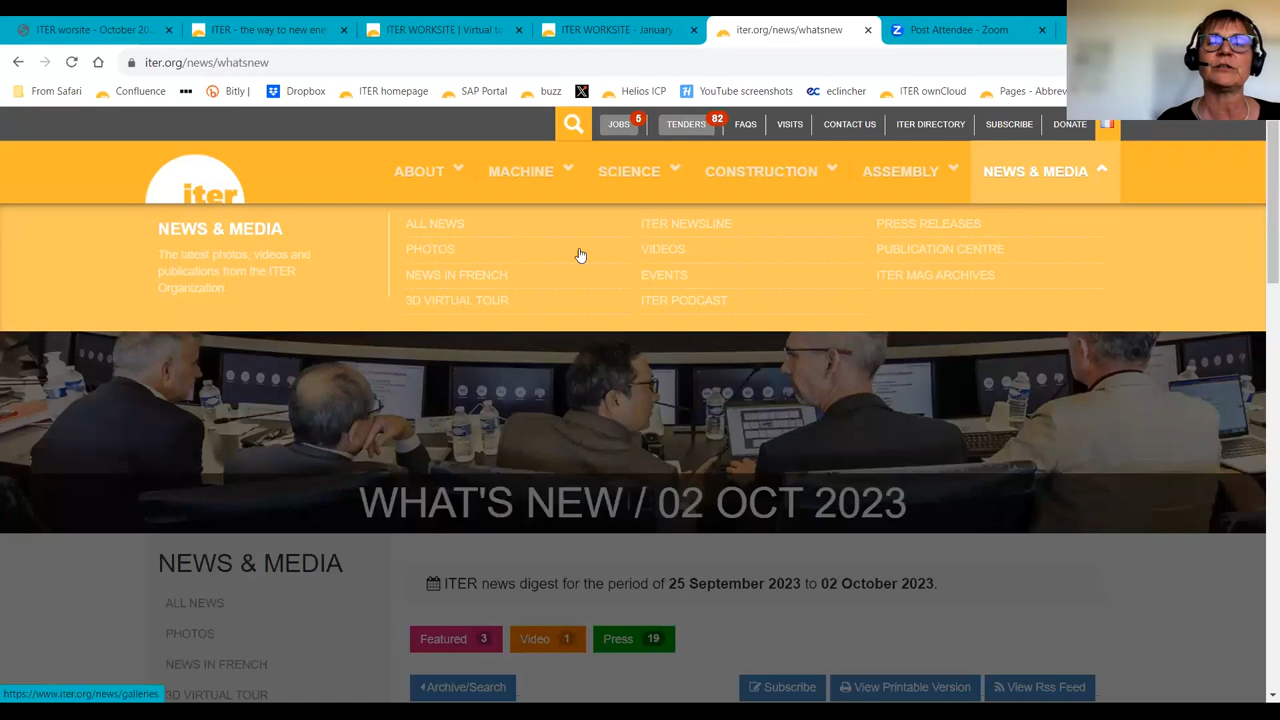 ITER worsite - October 202
ITER - the way to new ene
ITER WORKSITE | Virtual to
ITER WORKSITE - January
iter.org/news/whatsnew
Post Attendee - Zoom
iter.org/news/whatsnew
From Safari
Confluence
Bitly |
Dropbox
ITER homepage
SAP Portal
buzz
Helios ICP
YouTube screenshots
eclincher
ITER ownCloud
Pages - Abbrev
JOBS 5
TENDERS 82
FAQS
VISITS
CONTACT US
ITER DIRECTORY
SUBSCRIBE
DONATE
iter
ABOUT
MACHINE
SCIENCE
CONSTRUCTION
ASSEMBLY
NEWS & MEDIA
NEWS & MEDIA
The latest photos, videos and
publications from the ITER
Organization
ALL NEWS
ITER NEWSLINE
PRESS RELEASES
PHOTOS
VIDEOS
PUBLICATION CENTRE
NEWS IN FRENCH
EVENTS
ITER MAG ARCHIVES
3D VIRTUAL TOUR
ITER PODCAST
WHAT'S NEW / 02 OCT 2023
NEWS & MEDIA
ALL NEWS
PHOTOS
NEWS IN FRENCH
3D VIRTUAL TOUR
ITER news digest for the period of 25 September 2023 to 02 October 2023.
Featured 3
Video 1
Press 19
Archive/Search
Subscribe
View Printable Version
View Rss Feed
https://www.iter.org/news/galleries